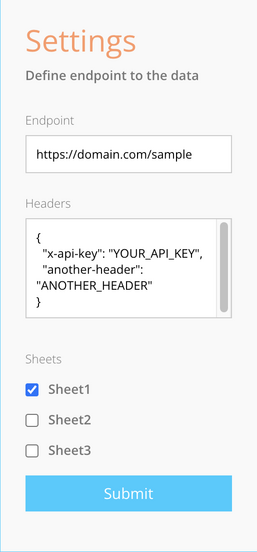 Settings
Define endpoint to the data
Endpoint
https://domain.com/sample
Headers
{
"x-api-key": "YOUR_API_KEY",
"another-header":
"ANOTHER_HEADER"
}
Sheets
Sheet1
Sheet2
Sheet3
Submit